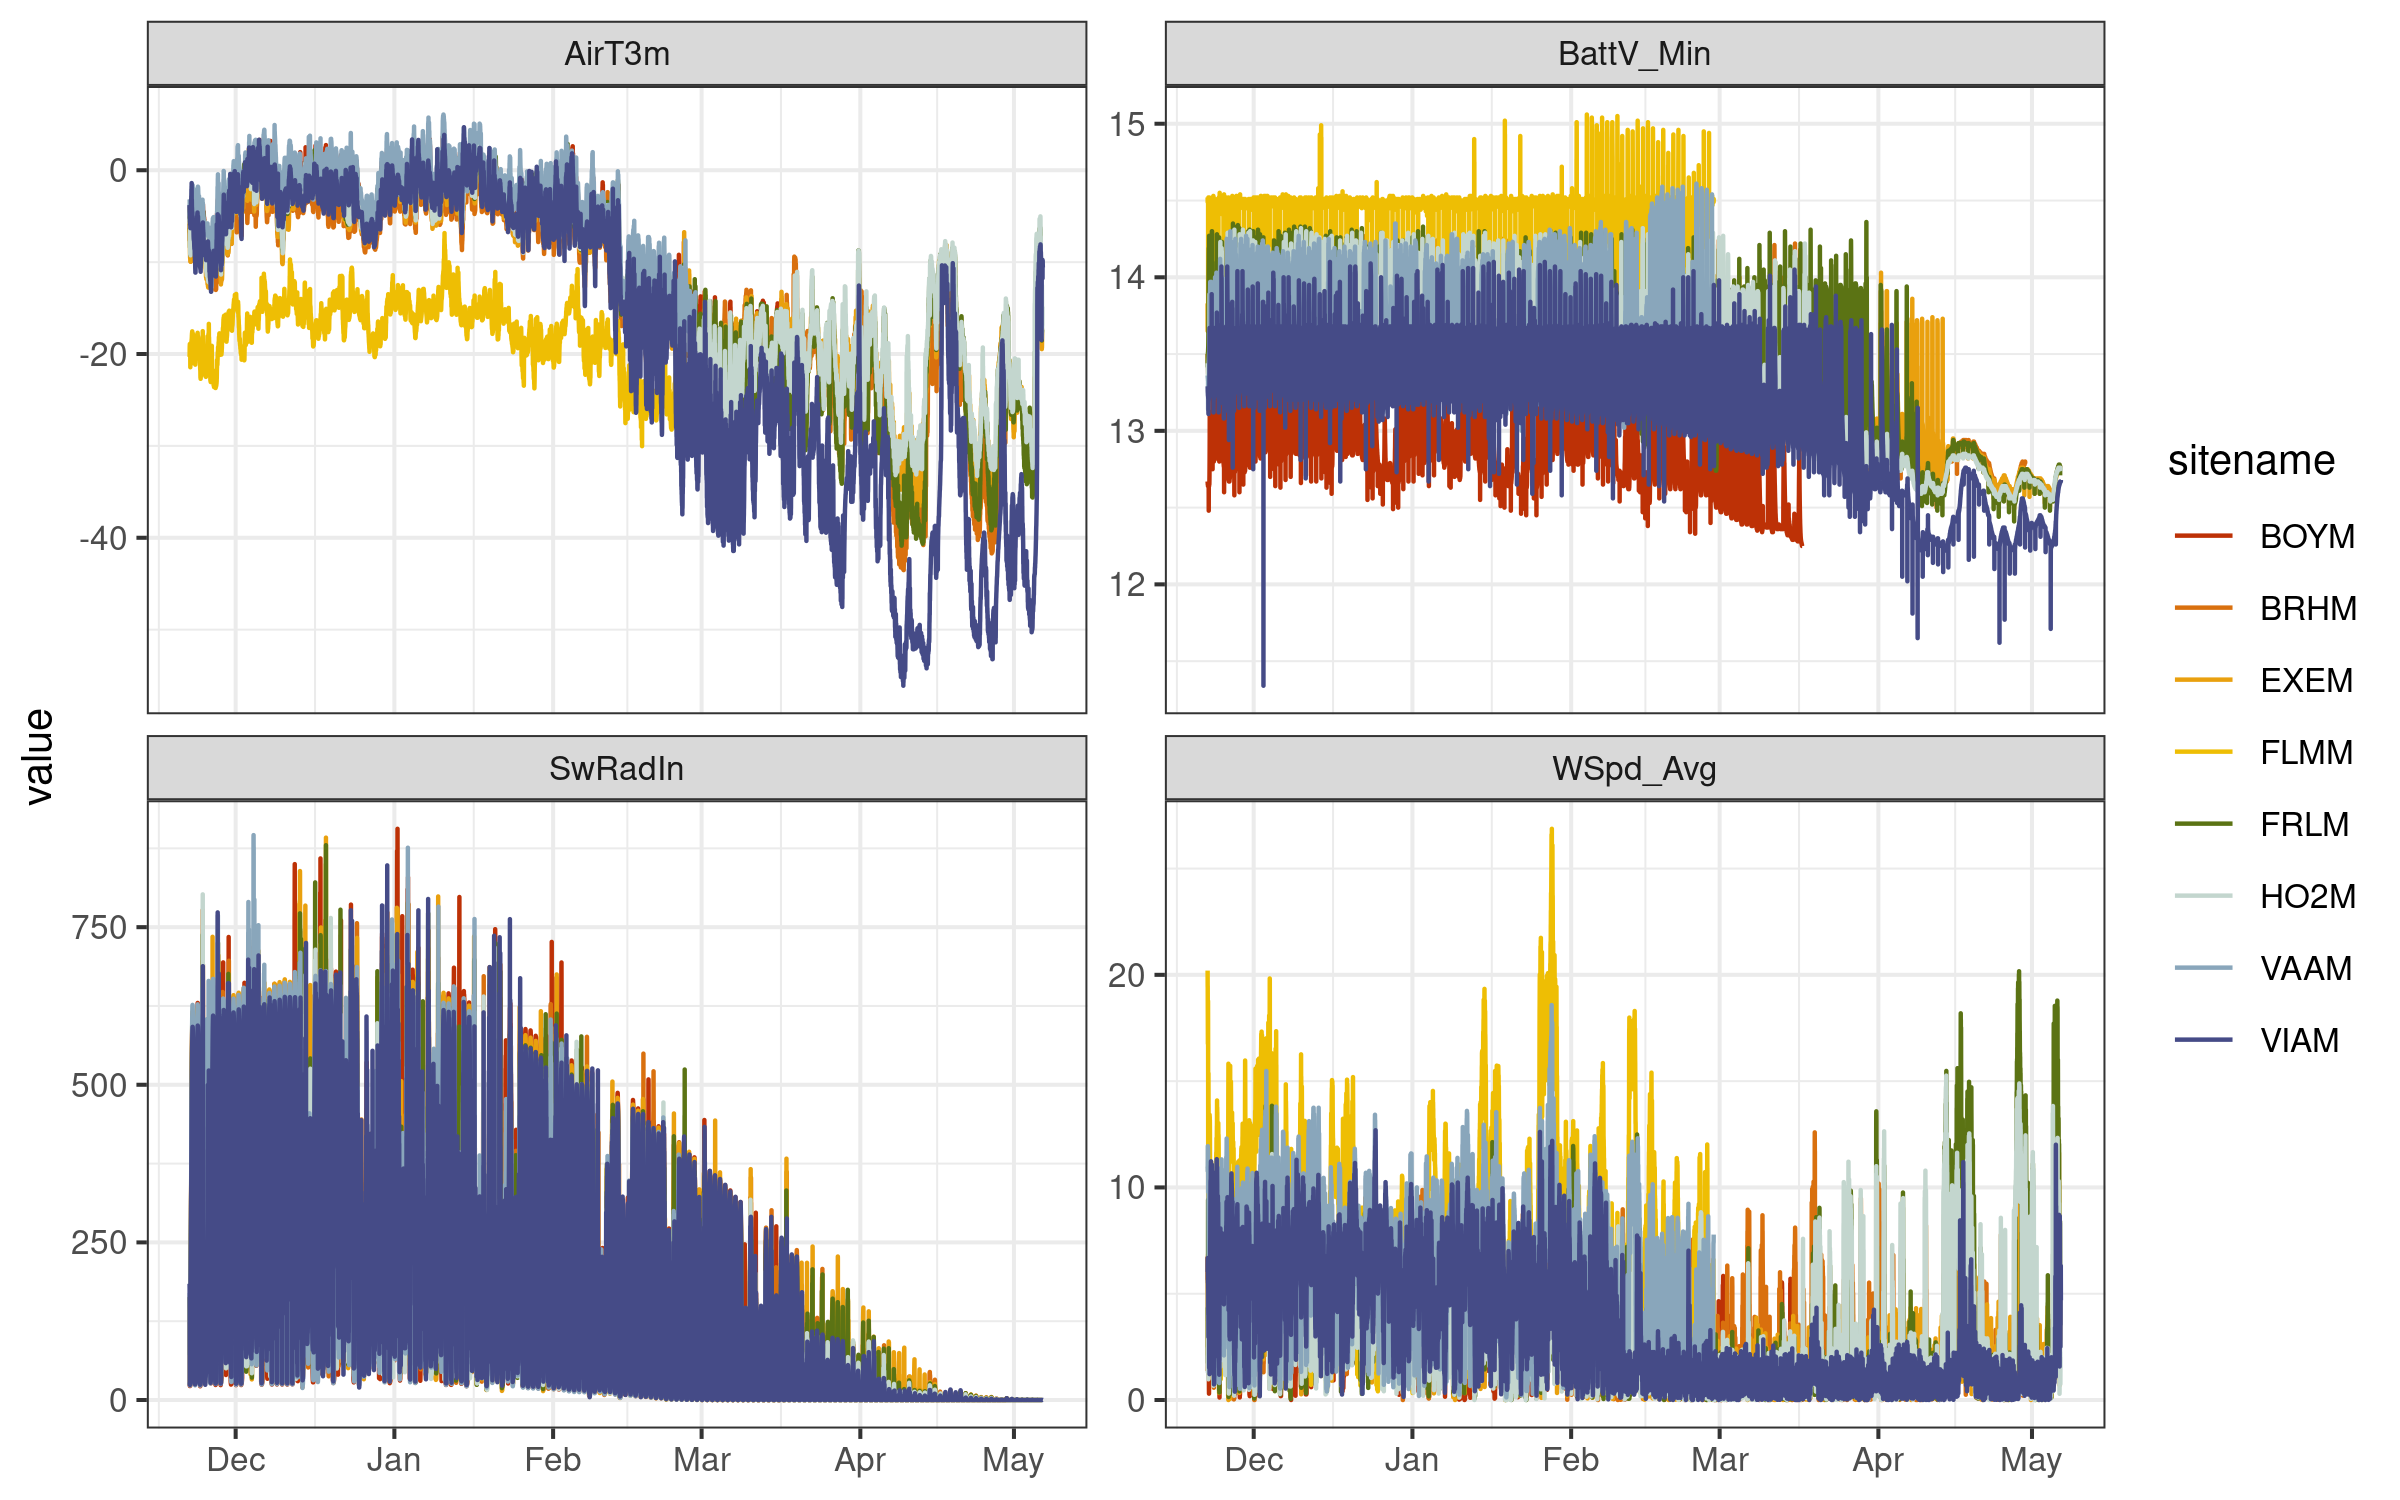 AirT3m
BattV_Min
0
-20
-40
15
14
13
12
value
SwRadIn
WSpd_Avg
750
500
250
0
20
10
0
Dec Jan Feb Mar Apr May
Dec Jan Feb Mar Apr May
sitename
BOYM
BRHM
EXEM
FLMM
FRLM
HO2M
VAAM
VIAM